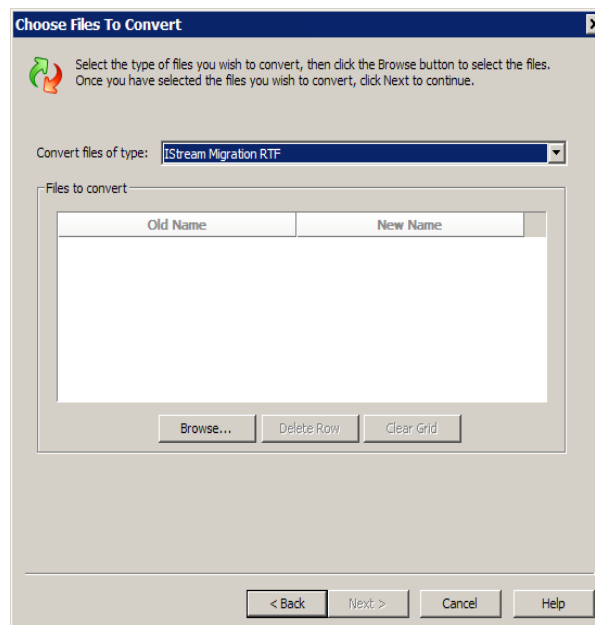 Choose Files To Convert
Select the type of files you wish to convert, then click the Browse button to select the files.
Once you have selected the files you wish to convert, click Next to continue.
Convert files of type: IStream Migration RTF
Files to convert
Old Name New Name
Browse... Delete Row Clear Grid
< Back Next > Cancel Help